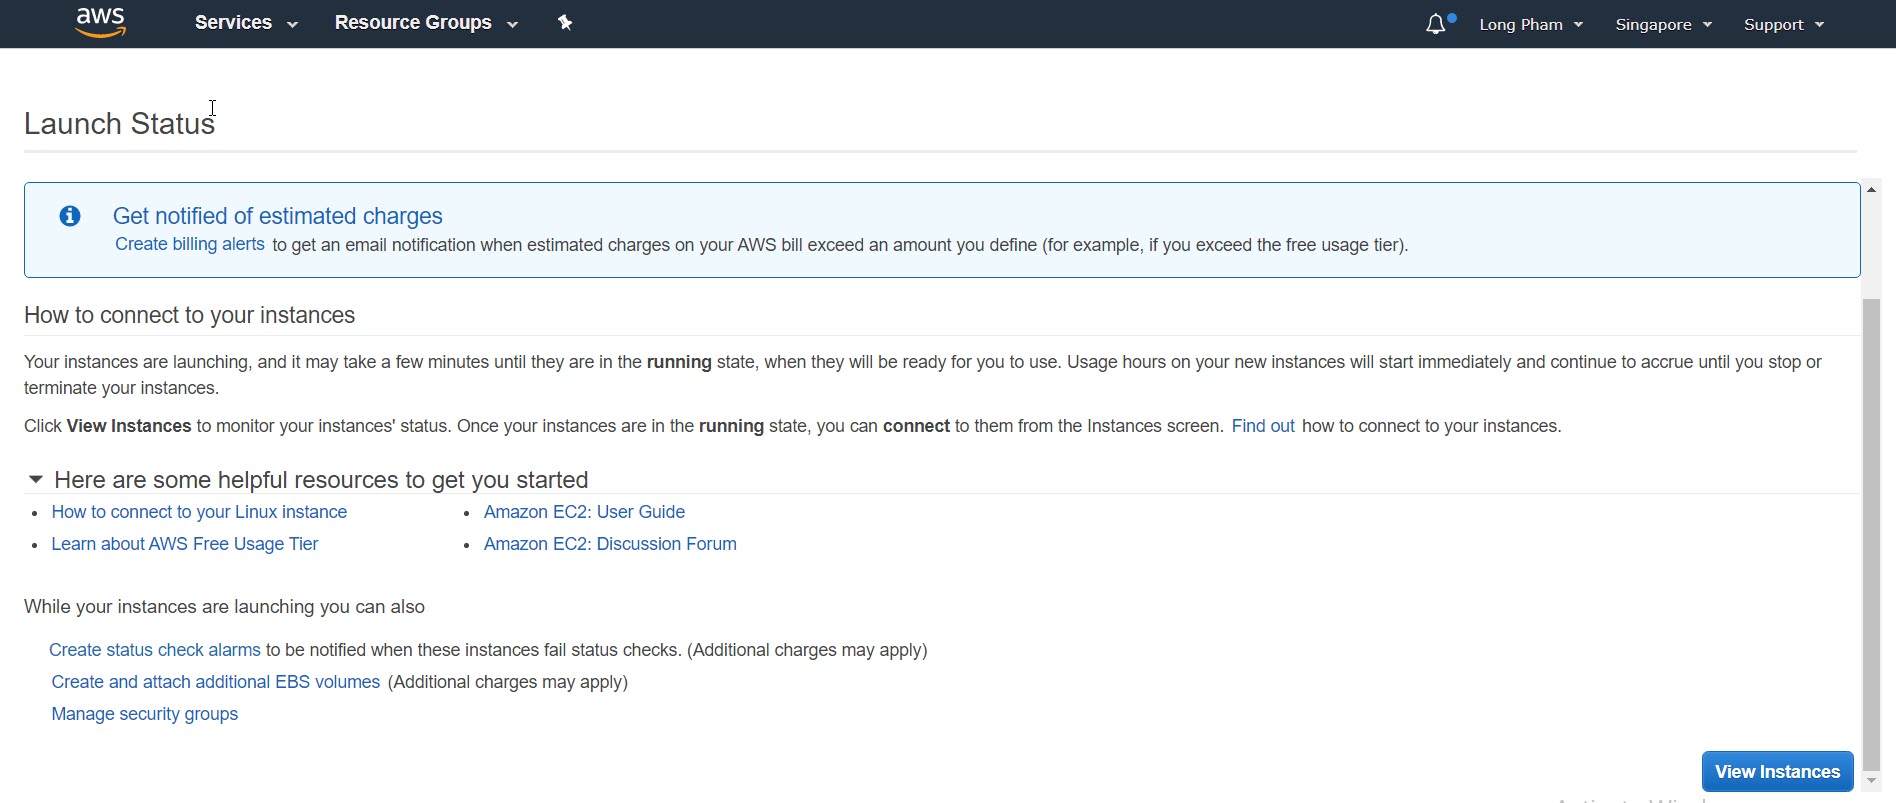 aws Services Resource Groups Long Pham Singapore Support
Launch Status
Get notified of estimated charges
Create billing alerts to get an email notification when estimated charges on your AWS bill exceed an amount you define (for example, if you exceed the free usage tier).
How to connect to your instances
Your instances are launching, and it may take a few minutes until they are in the running state, when they will be ready for you to use. Usage hours on your new instances will start immediately and continue to accrue until you stop or
terminate your instances.
Click View Instances to monitor your instances' status. Once your instances are in the running state, you can connect to them from the Instances screen. Find out how to connect to your instances.
Here are some helpful resources to get you started
• How to connect to your Linux instance • Amazon EC2: User Guide
• Learn about AWS Free Usage Tier • Amazon EC2: Discussion Forum
While your instances are launching you can also
Create status check alarms to be notified when these instances fail status checks. (Additional charges may apply)
Create and attach additional EBS volumes (Additional charges may apply)
Manage security groups
View Instances